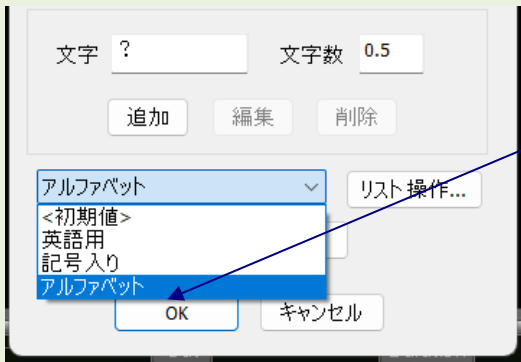 文字 ? 文字数 0.5
追加 編集 削除
アルファベット リスト操作...
<初期値>
英語用
記号入り
アルファベット
OK キャンセル